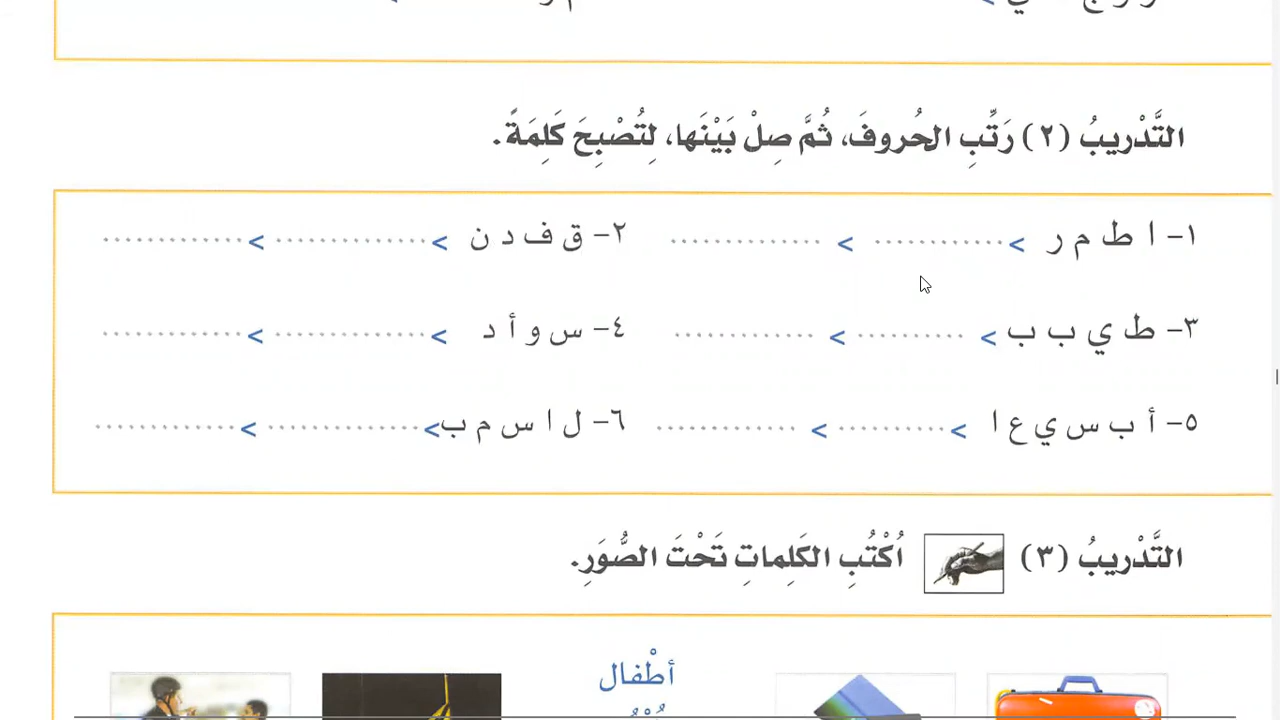 التَّدْريبُ (٢) رَتِّبِ الحُروفَ، ثُمَّ صِلْ بَيْنَها، لِتُصْبِحَ كَلِمَةً.
١- ا ط م ر > .............. > ............... ٢- ق ف د ن > ............... > ..............
٣- ط ي ب ب > ........... > .............. ٤- س و أ د > ............... > ..............
٥- أ ب س ي ع ا > ........... > ............... ٦- ل ا س م ب > ............... > ..............
التَّدْريبُ (٣) اُكْتُبِ الكَلِماتِ تَحْتَ الصُّوَرِ.
أطْفال